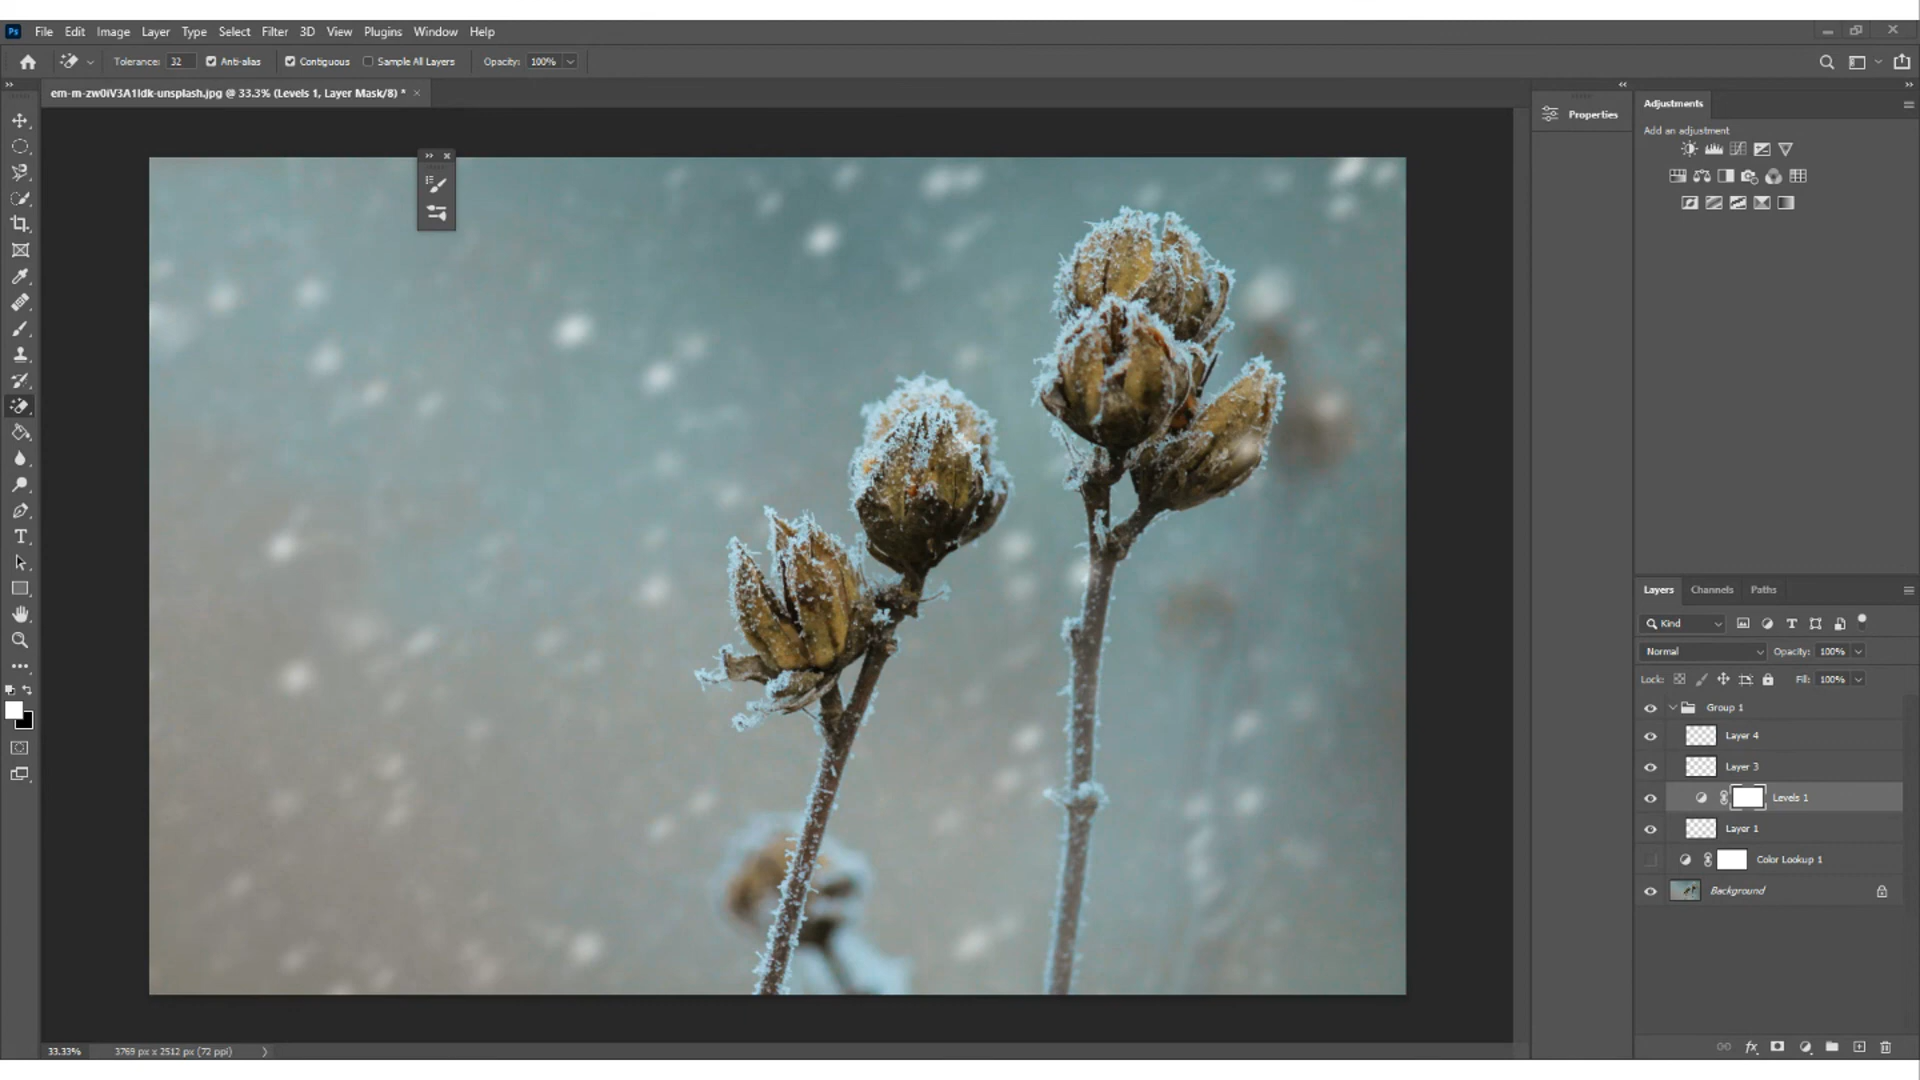 Ps File Edit Image Layer Type Select Filter 3D View Plugins Window Help
Tolerance: 32 Anti-alias Contiguous Sample All Layers Opacity: 100%
em-m-zw0iV3A1ldk-unsplash.jpg @ 33.3% (Levels 1, Layer Mask/8) *
Properties
Adjustments
Add an adjustment
Layers Channels Paths
Kind
Normal Opacity: 100%
Lock: Fill: 100%
Group 1
Layer 4
Layer 3
Levels 1
Layer 1
Color Lookup 1
Background
33.33% 3769 px x 2512 px (72 ppi)